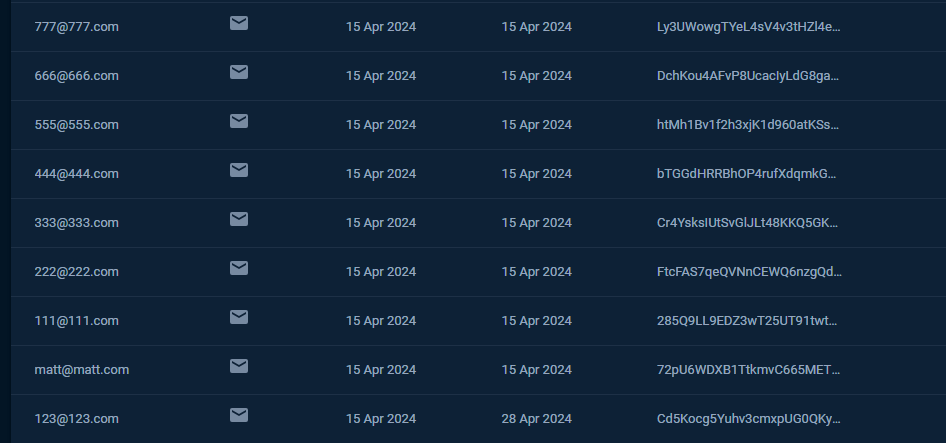 777@777.com 15 Apr 2024 15 Apr 2024 Ly3UWowgTYeL4sV4v3tHZl4e...
666@666.com 15 Apr 2024 15 Apr 2024 DchKou4AFvP8UcacIyLdG8ga...
555@555.com 15 Apr 2024 15 Apr 2024 htMh1Bv1f2h3xjK1d960atKSs...
444@444.com 15 Apr 2024 15 Apr 2024 bTGGdHRRBhOP4rufXdqmkG...
333@333.com 15 Apr 2024 15 Apr 2024 Cr4YsksIUtSvGlJLt48KKQ5GK...
222@222.com 15 Apr 2024 15 Apr 2024 FtcFAS7qeQVNnCEWQ6nzgQd...
111@111.com 15 Apr 2024 15 Apr 2024 285Q9LL9EDZ3wT25UT91twt...
matt@matt.com 15 Apr 2024 15 Apr 2024 72pU6WDXB1TtkmvC665MET...
123@123.com 15 Apr 2024 28 Apr 2024 Cd5Kocg5Yuhv3cmxpUG0QKy...